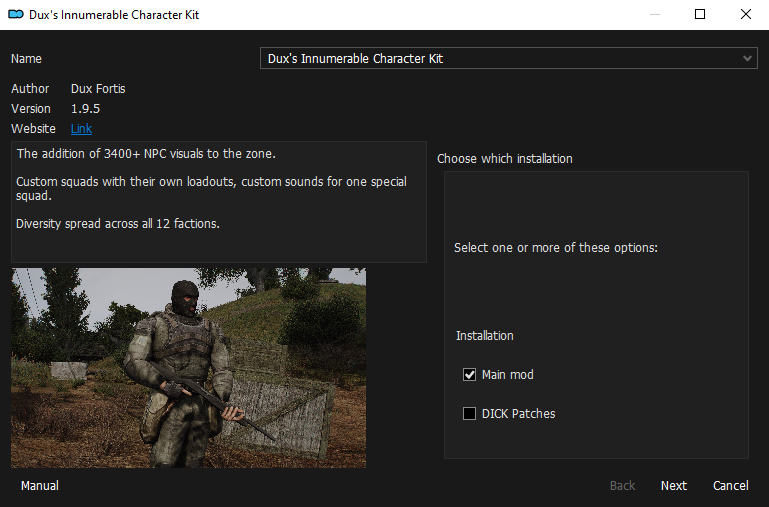 Dux's Innumerable Character Kit
Name
Dux's Innumerable Character Kit
Author Dux Fortis
Version 1.9.5
Website Link
The addition of 3400+ NPC visuals to the zone.
Custom squads with their own loadouts, custom sounds for one special
squad.
Diversity spread across all 12 factions.
Choose which installation
Select one or more of these options:
Installation
Main mod
DICK Patches
Manual
Back
Next
Cancel